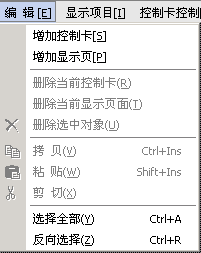 编 辑[E] 显示项目[I] 控制卡控制
增加控制卡[S]
增加显示页[P]
删除当前控制卡(R)
删除当前显示页面(T)
删除选中对象(U)
拷 贝(V) Ctrl+Ins
粘 贴(W) Shift+Ins
剪 切(X)
选择全部(Y) Ctrl+A
反向选择(Z) Ctrl+R